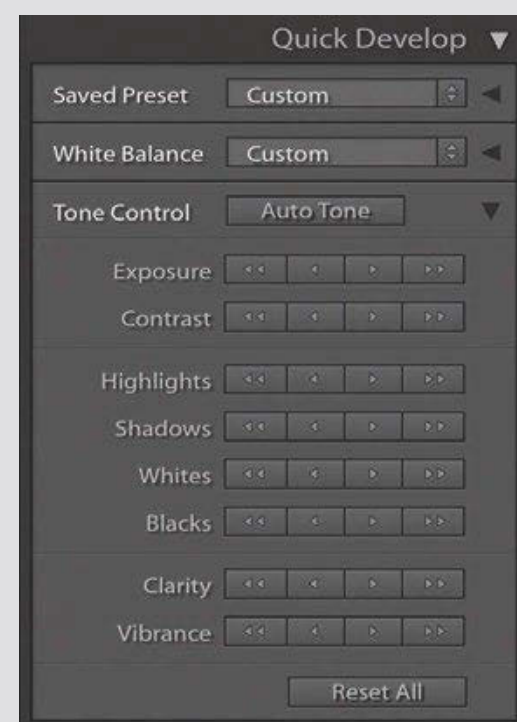 Quick Develop
Saved Preset Custom
White Balance Custom
Tone Control Auto Tone
Exposure
Contrast
Highlights
Shadows
Whites
Blacks
Clarity
Vibrance
Reset All